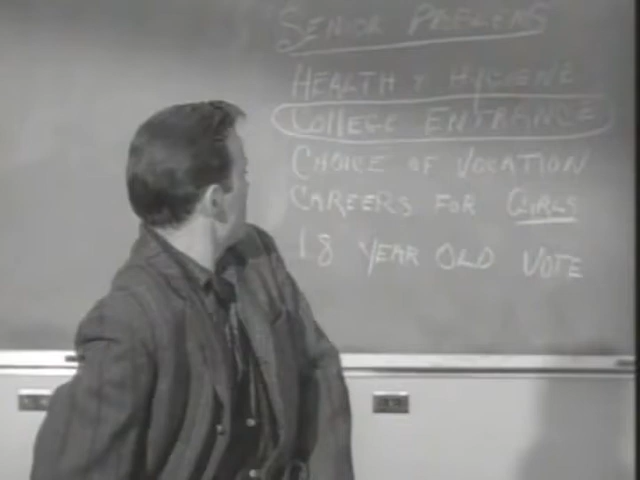 SENIOR PROBLEMS
HEALTH & HYGIENE
COLLEGE ENTRANCE
CHOICE OF VOCATION
CAREERS FOR GIRLS
18 YEAR OLD VOTE